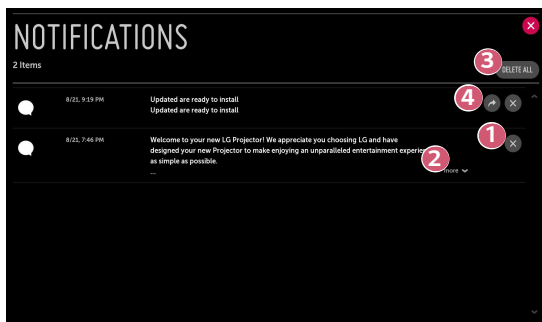 NOTIFICATIONS
2 Items
3
DELETE ALL
8/21, 9:19 PM
Updated are ready to install
Updated are ready to install
4
8/21, 7:46 PM
Welcome to your new LG Projector! We appreciate you choosing LG and have
designed your new Projector to make enjoying an unparalleled entertainment
as simple as possible.
...
1
2
more